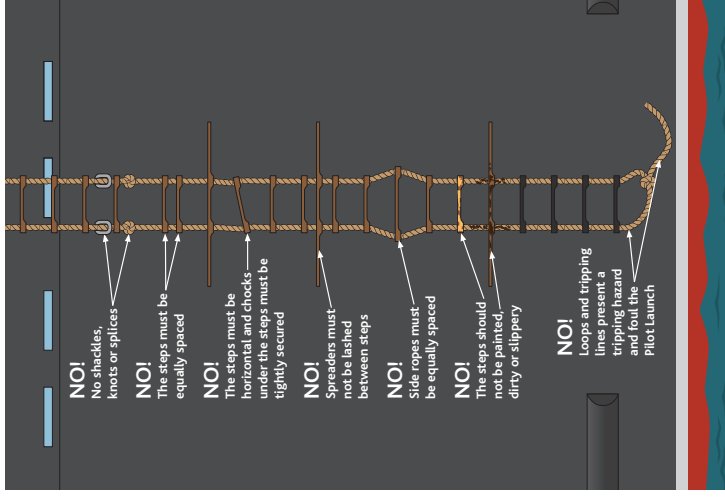 NO!
No shackles,
knots or splices
NO!
The steps must be
equally spaced
NO!
The steps must be
horizontal and chocks
under the steps must be
tightly secured
NO!
Spreaders must
not be lashed
between steps
NO!
Side ropes must
be equally spaced
NO!
The steps should
not be painted,
dirty or slippery
NO!
Loops and tripping
lines present a
tripping hazard
and foul the
Pilot Launch